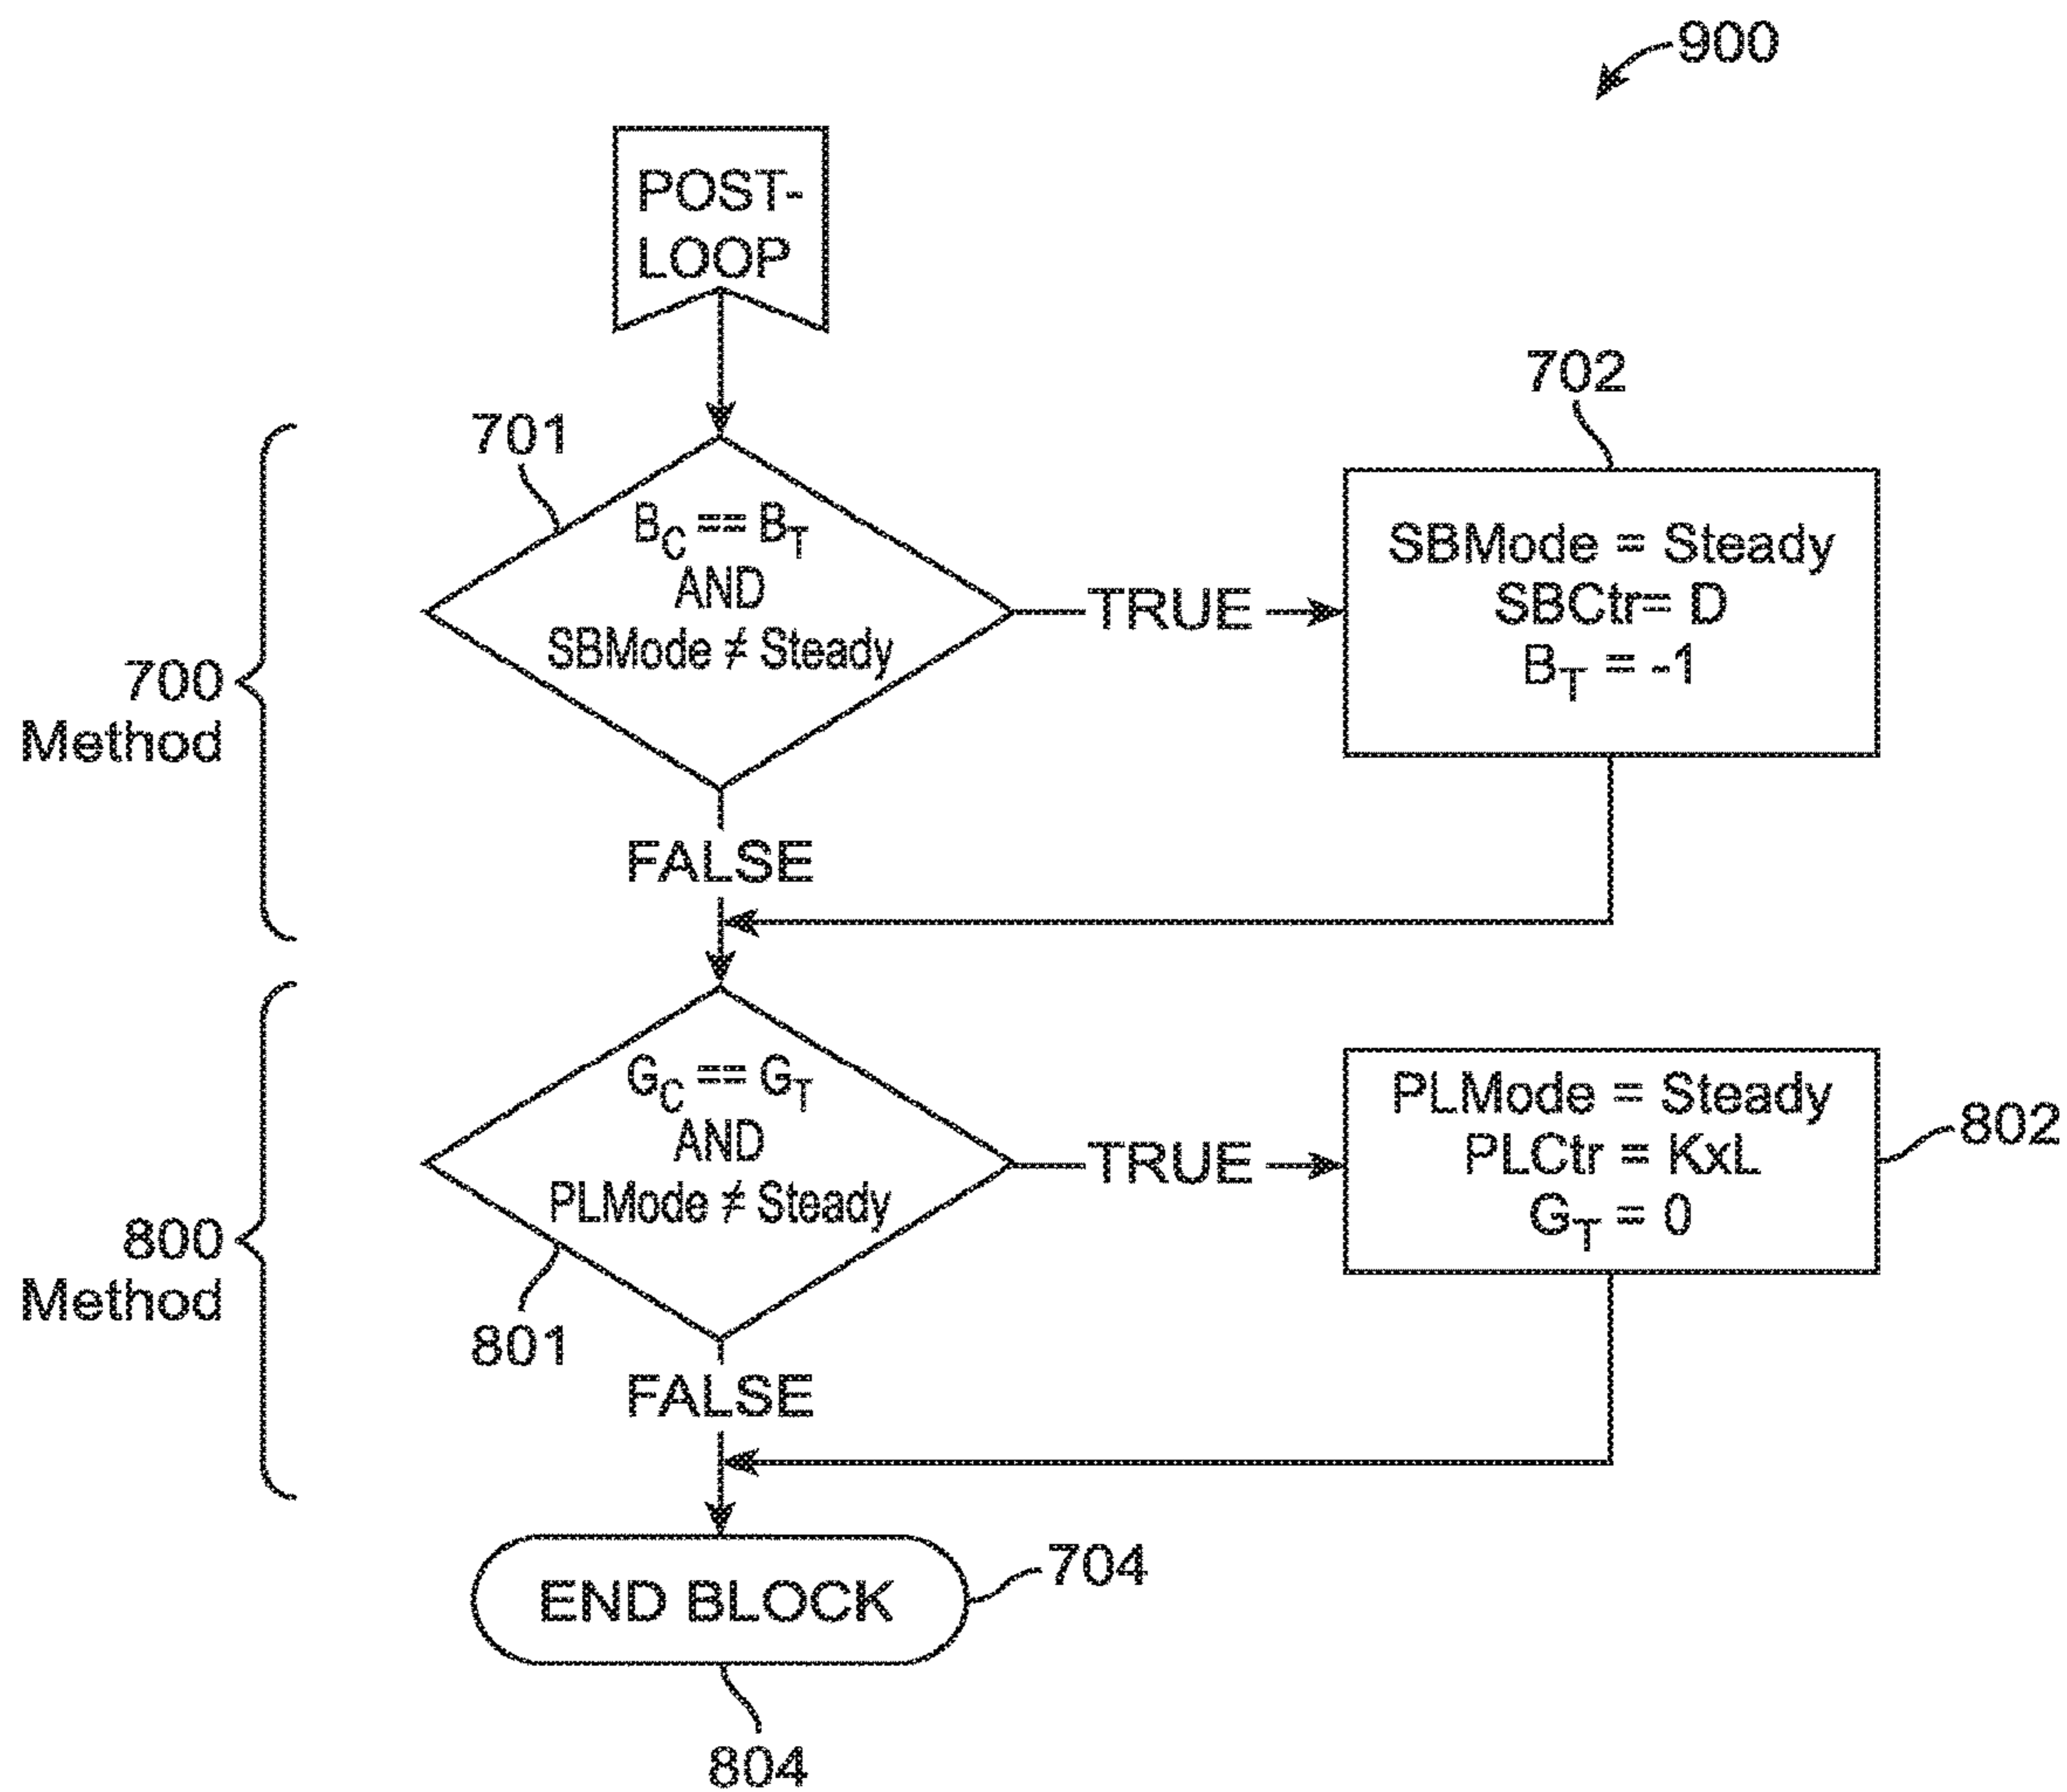 900
POST-
LOOP
702
701
B_C == B_T
AND
SBMode ≠ Steady
TRUE
SBMode = Steady
SBCtr= D
B_T = -1
700
Method
FALSE
G_C == G_T
AND
PLMode ≠ Steady
TRUE
PLMode = Steady
PLCtr = KxL
G_T = 0
802
800
Method
801
FALSE
END BLOCK
704
804